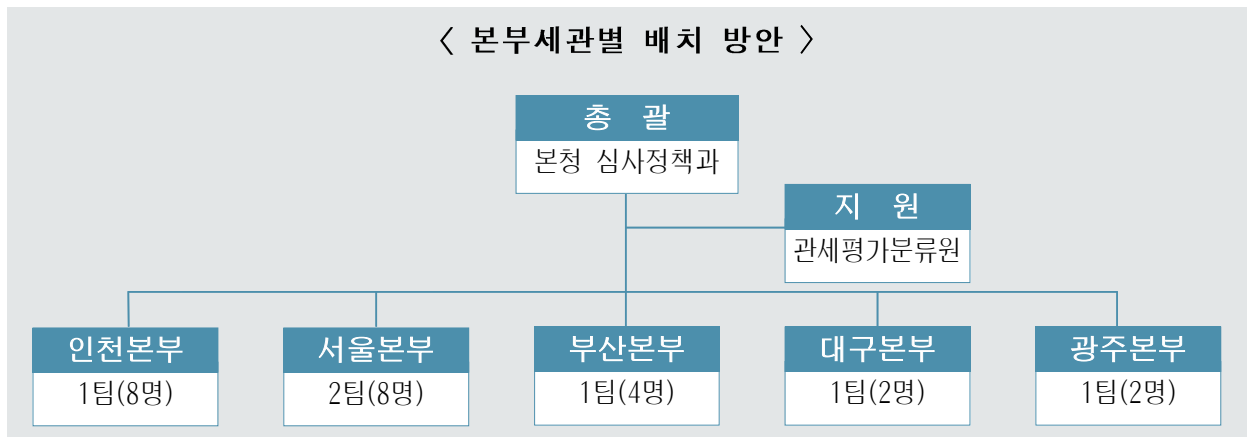 〈 본부세관별 배치 방안 〉
총 괄
본청 심사정책과
지 원
관세평가분류원
인천본부 서울본부 부산본부 대구본부 광주본부
1팀(8명) 2팀(8명) 1팀(4명) 1팀(2명) 1팀(2명)